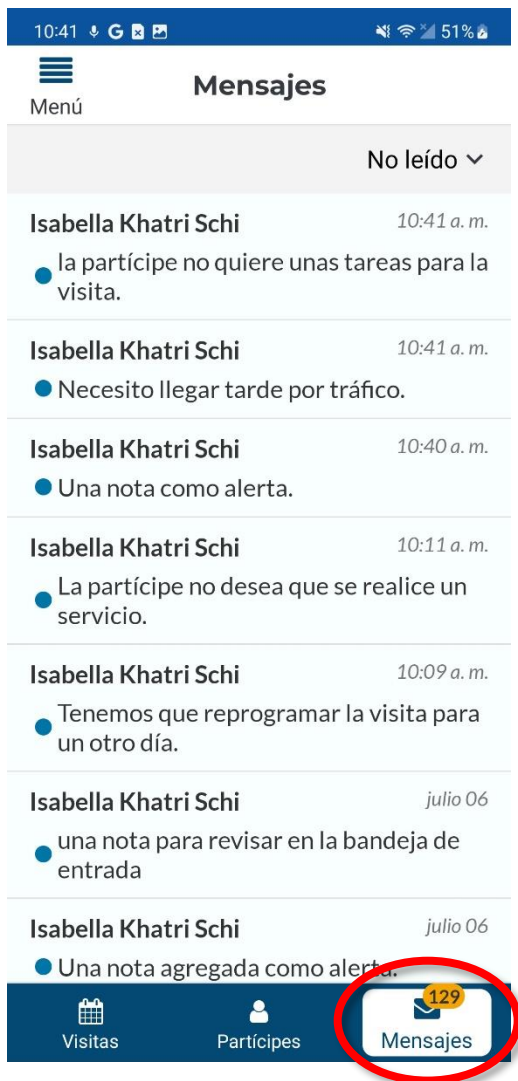 10:41 G 51%
Menú
Mensajes
No leído
Isabella Khatri Schi 10:41 a. m.
la partícipe no quiere unas tareas para la
visita.
Isabella Khatri Schi 10:41 a. m.
Necesito llegar tarde por tráfico.
Isabella Khatri Schi 10:40 a. m.
Una nota como alerta.
Isabella Khatri Schi 10:11 a. m.
La partícipe no desea que se realice un
servicio.
Isabella Khatri Schi 10:09 a. m.
Tenemos que reprogramar la visita para
un otro día.
Isabella Khatri Schi julio 06
una nota para revisar en la bandeja de
entrada
Isabella Khatri Schi julio 06
Una nota agregada como alerta.
129
Visitas Partícipes Mensajes